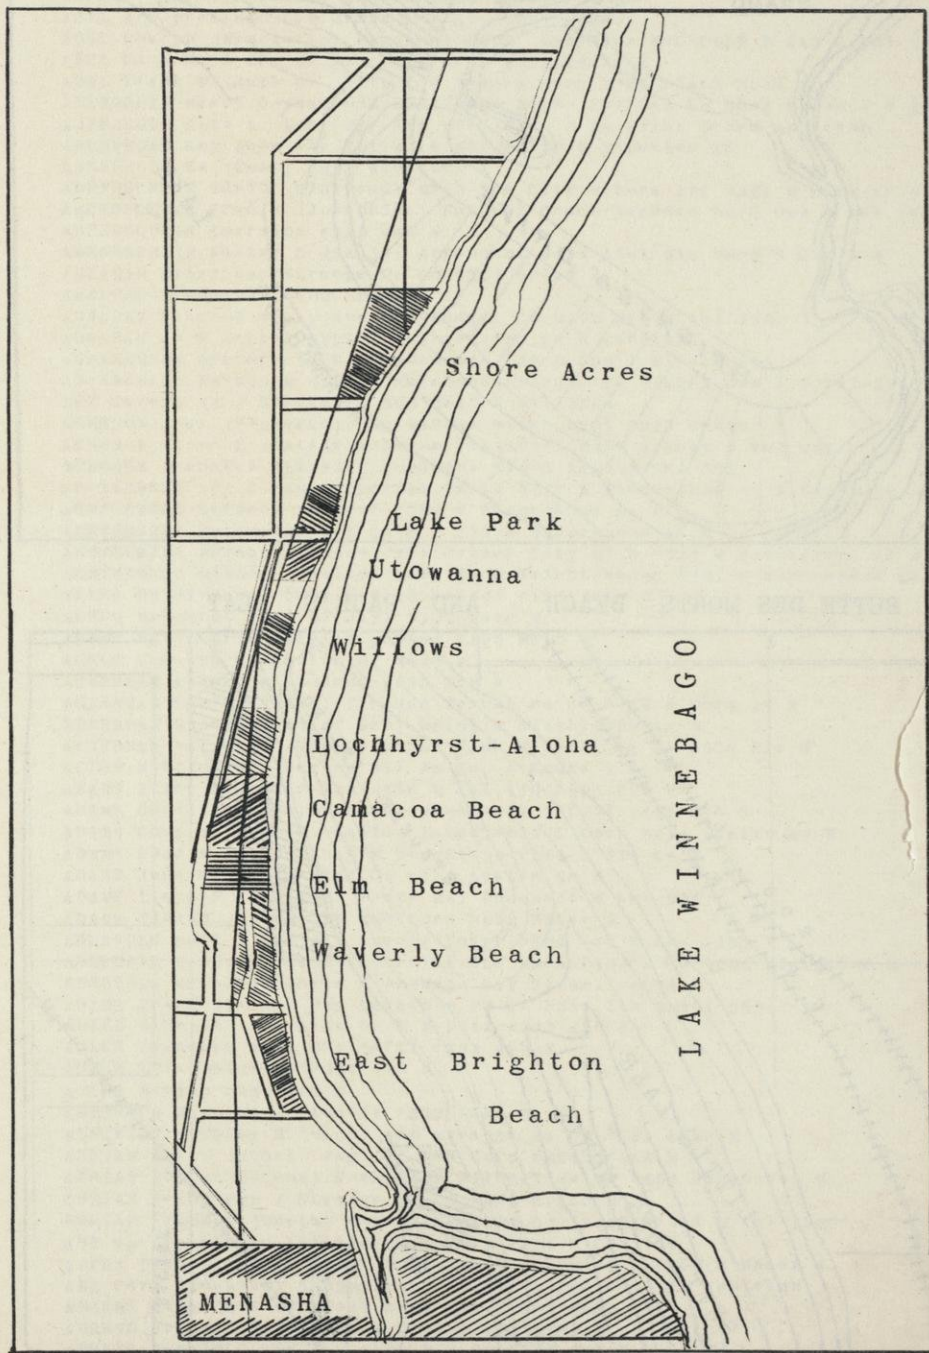 Shore Acres
Lake Park
Utowanna
Willows
Lochhyrst-Aloha
Camacoa Beach
Elm Beach
Waverly Beach
East Brighton
Beach
LAKE WINNEBAGO
MENASHA